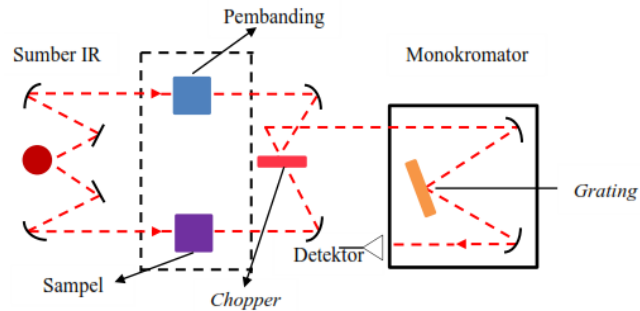 Pembanding
Sumber IR
Monokromator
Grating
Detektor
Sampel
Chopper